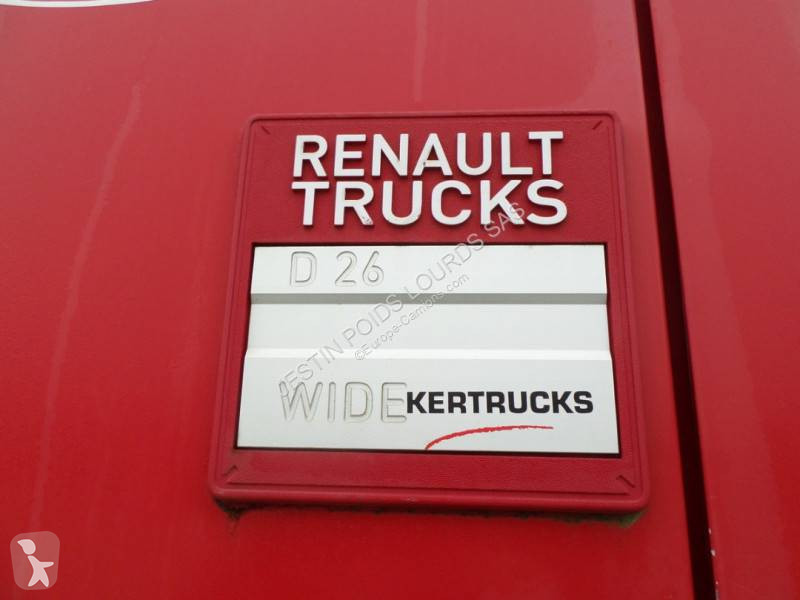 RENAULT
TRUCKS
D 26
WIDE KERTRUCKS
ESTIN POIDS LOURDS SAS
©Europe-Camions.com